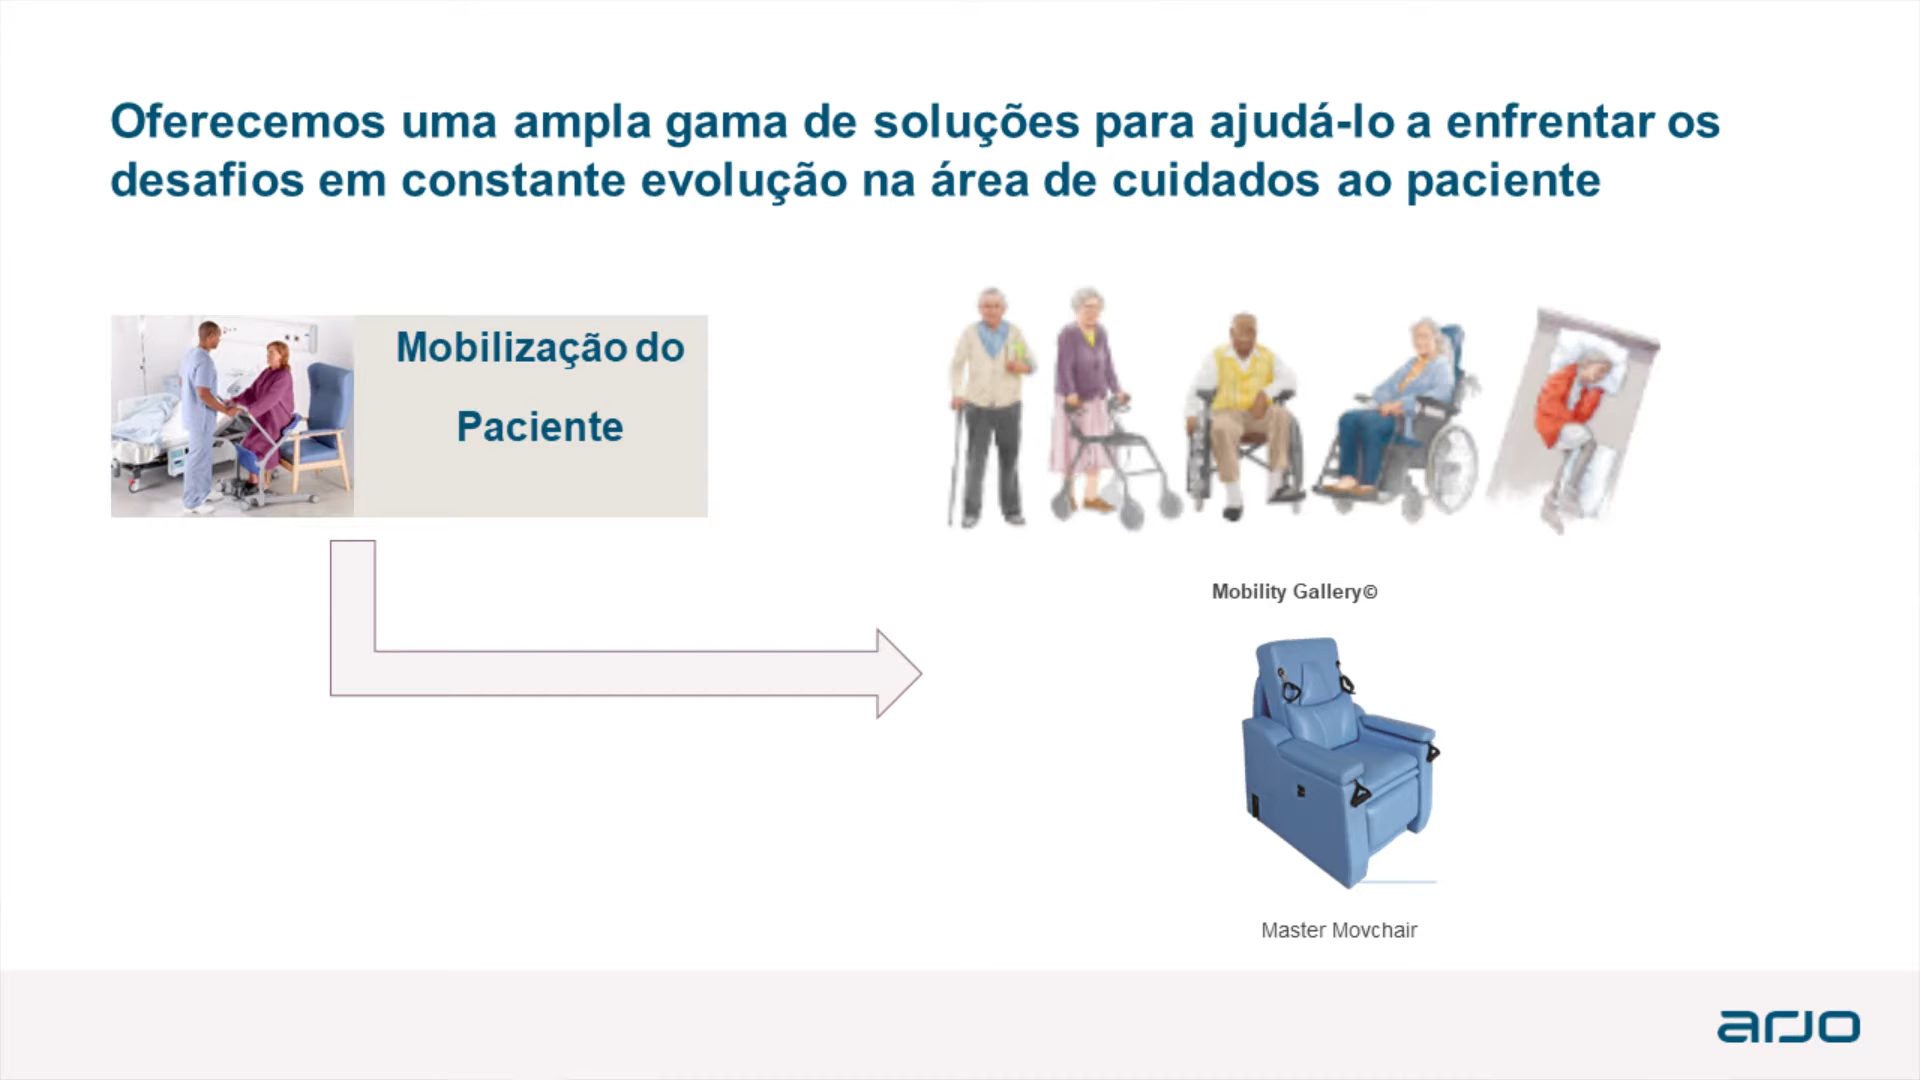 Oferecemos uma ampla gama de soluções para ajudá-lo a enfrentar os
desafios em constante evolução na área de cuidados ao paciente
Mobilização do
Paciente
Mobility Gallery©
Master Movchair
arjo